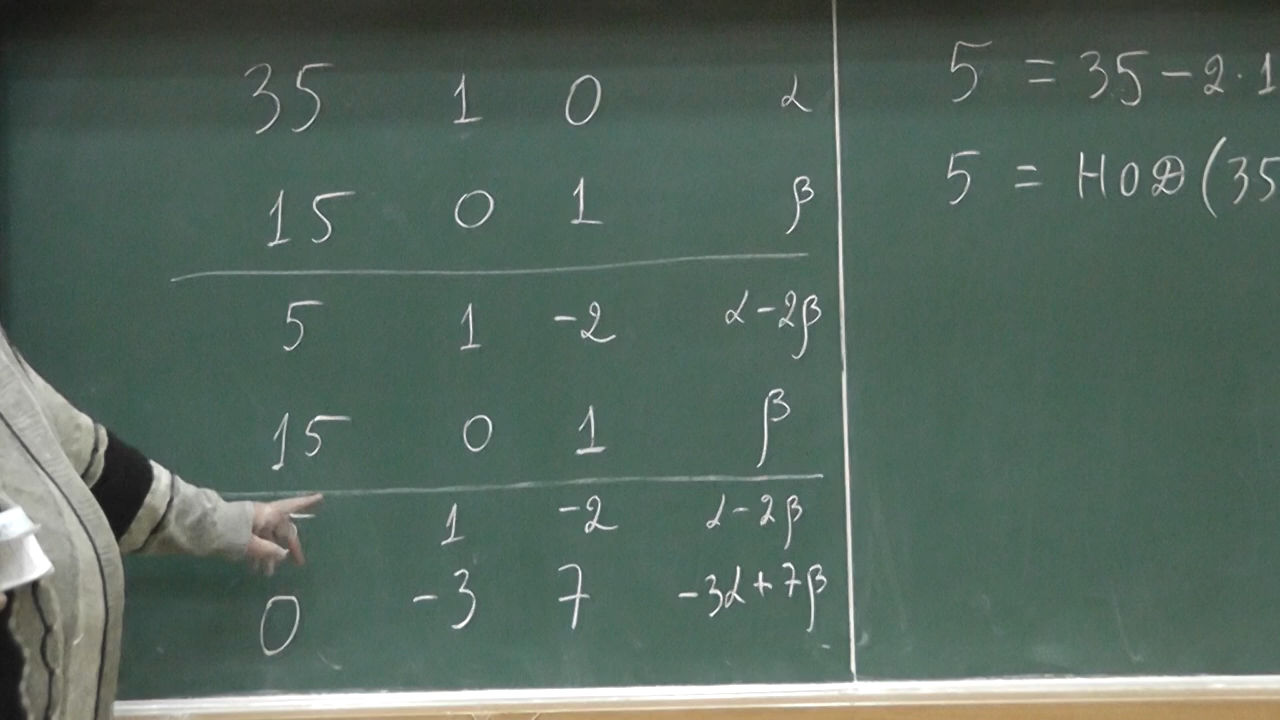 35 1 0 α
15 0 1 β
5 1 -2 α-2β
15 0 1 β
1 -2 α-2β
0 -3 7 -3α+7β
5 = 35-2·1
5 = НОД(35